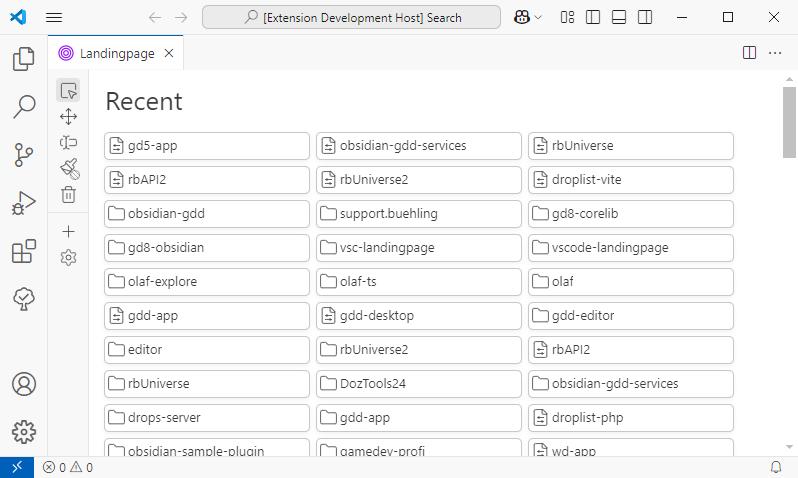 [Extension Development Host] Search
Landingpage
Recent
gd5-app obsidian-gdd-services rbUniverse
rbAPI2 rbUniverse2 droplist-vite
obsidian-gdd support.buehling gd8-corelib
gd8-obsidian vsc-landingpage vscode-landingpage
olaf-explore olaf-ts olaf
gdd-app gdd-desktop gdd-editor
editor rbUniverse2 rbAPI2
rbUniverse DozTools24 obsidian-gdd-services
drops-server gdd-app droplist-php
obsidian-sample-plugin gamedev-profi wd-app
0 0